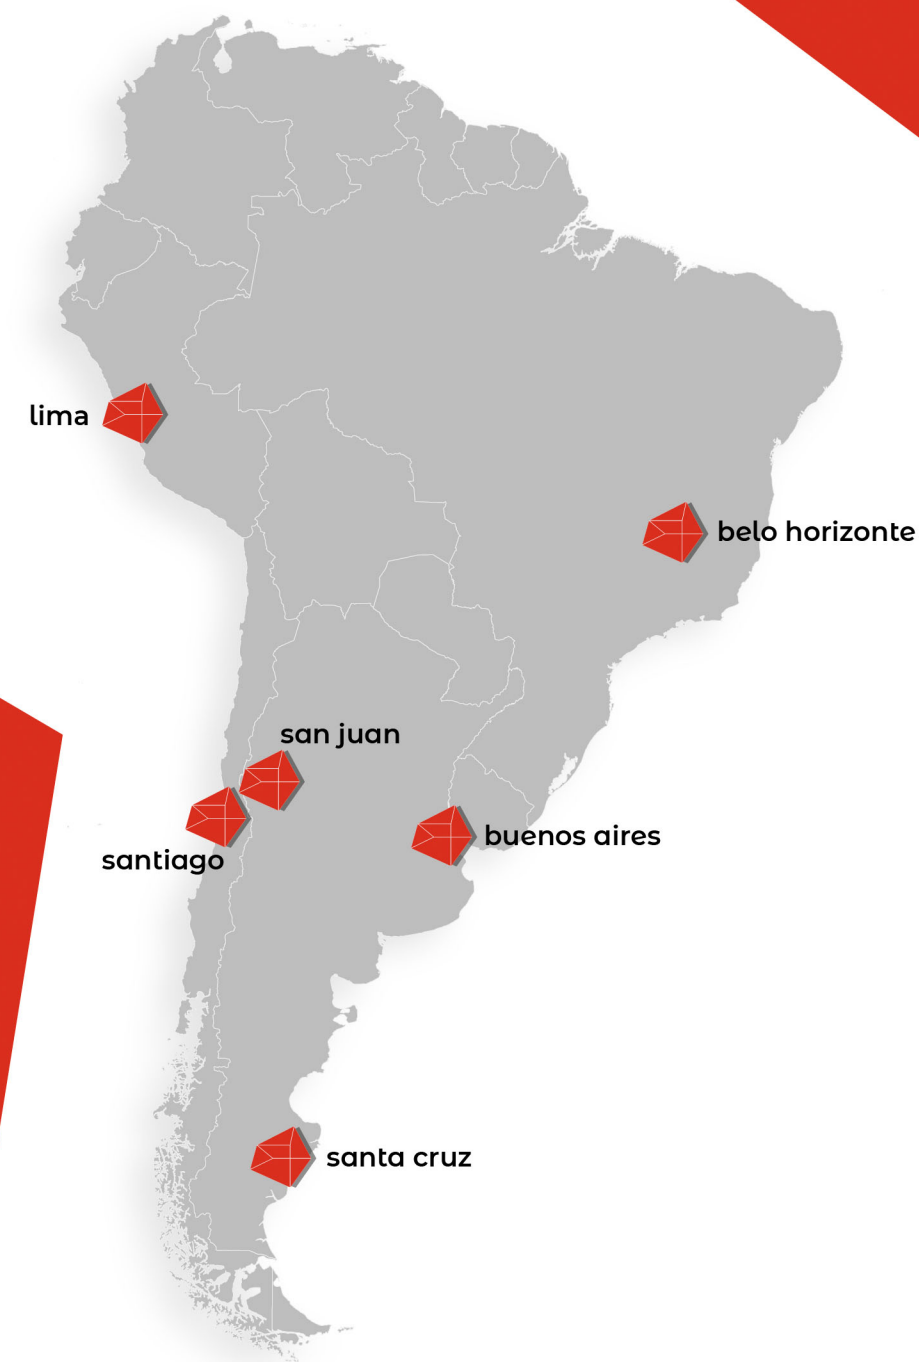 lima
belo horizonte
san juan
buenos aires
santiago
santa cruz